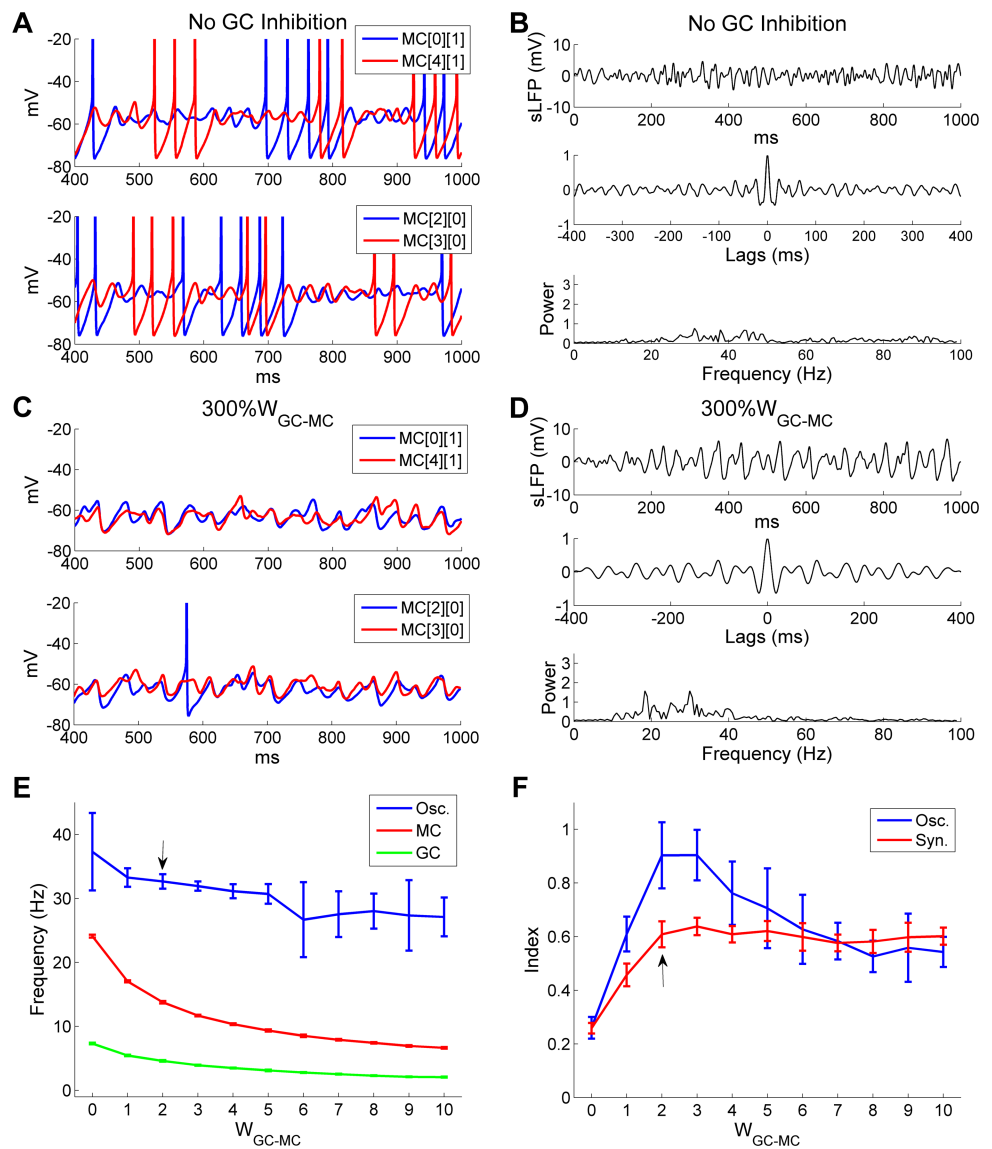 A
No GC Inhibition
MC[0][1]
MC[4][1]
-20
-40
-60
-80
mV
400 500 600 700 800 900 1000
MC[2][0]
MC[3][0]
-20
-40
-60
-80
mV
400 500 600 700 800 900 1000
ms
B
No GC Inhibition
10
0
-10
sLFP (mV)
0 200 400 600 800 1000
ms
1
0
-1
-400 -300 -200 -100 0 100 200 300 400
Lags (ms)
3
2
1
0
Power
0 20 40 60 80 100
Frequency (Hz)
C
300%W GC-MC
MC[0][1]
MC[4][1]
-20
-40
-60
-80
mV
400 500 600 700 800 900 1000
MC[2][0]
MC[3][0]
-20
-40
-60
-80
mV
400 500 600 700 800 900 1000
ms
D
300%W GC-MC
10
0
-10
sLFP (mV)
0 200 400 600 800 1000
ms
1
0
-1
-400 -200 0 200 400
Lags (ms)
3
2
1
0
Power
0 20 40 60 80 100
Frequency (Hz)
E
Osc.
MC
GC
40
30
20
10
0
Frequency (Hz)
0 1 2 3 4 5 6 7 8 9 10
W GC-MC
F
Osc.
Syn.
1
0.8
0.6
0.4
0.2
0
Index
0 1 2 3 4 5 6 7 8 9 10
W GC-MC